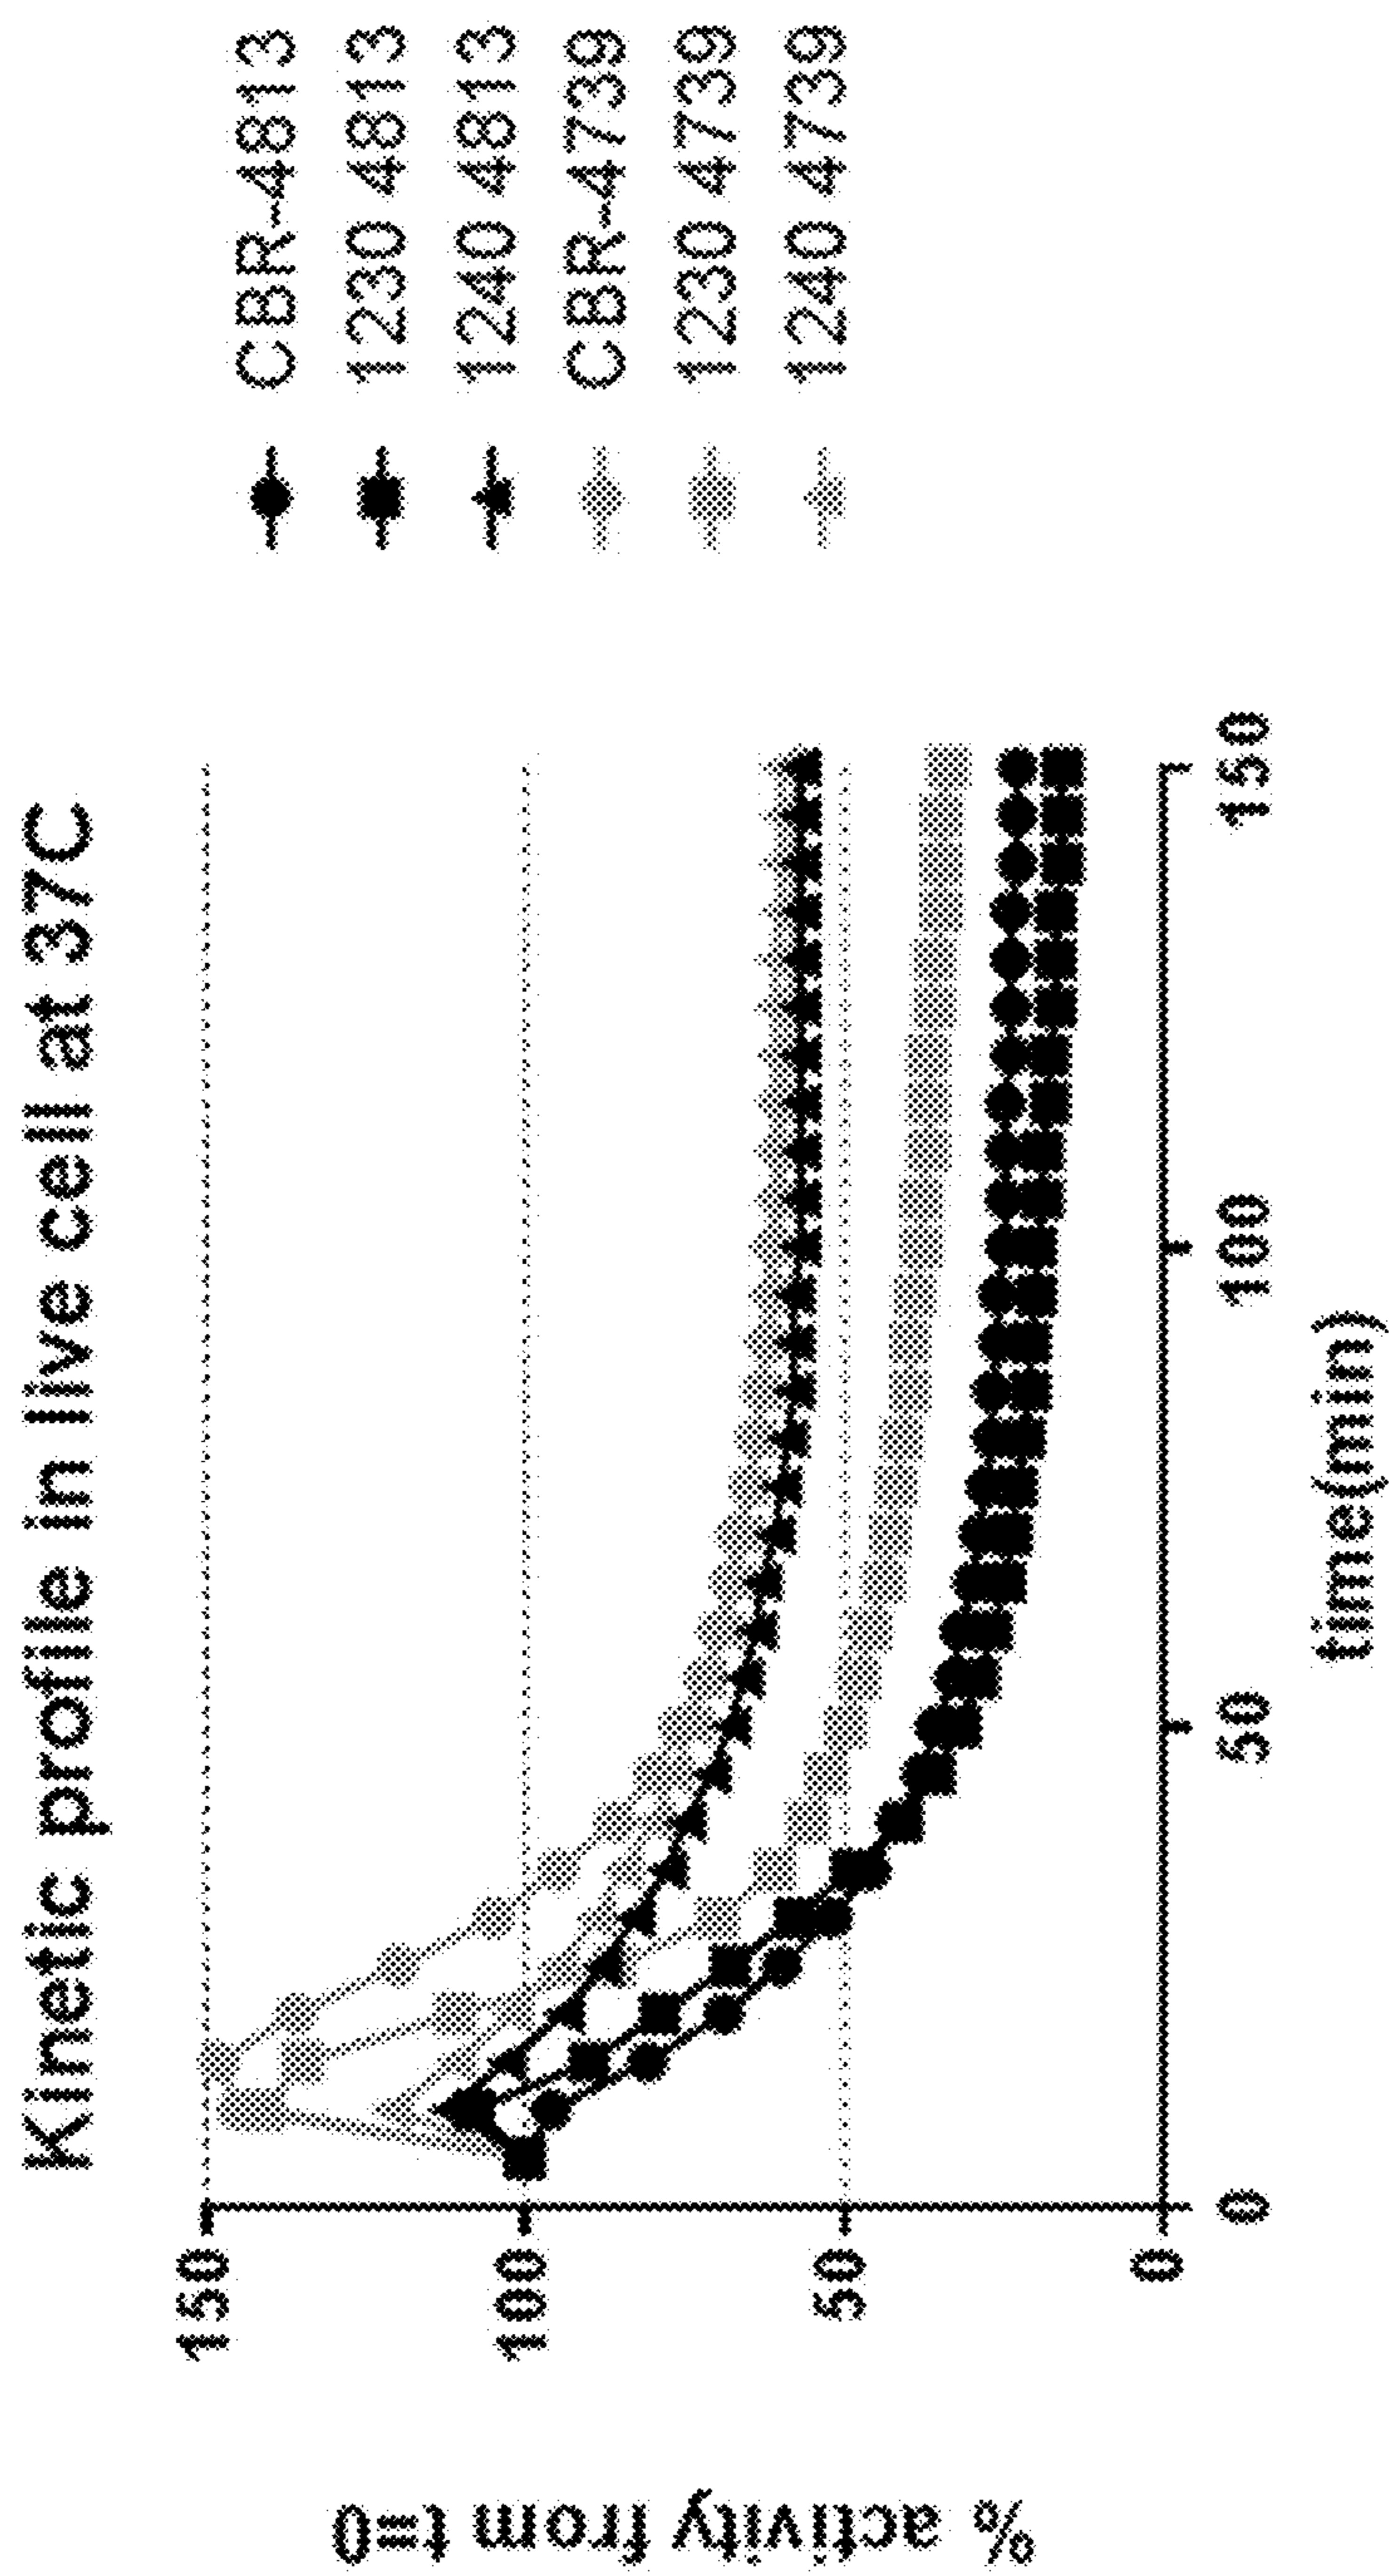 Kinetic profile in live cell at 37C
% activity from t=0
150
100
50
0
0
50
100
150
time(min)
CBR-4813
1230 4813
1240 4813
CBR-4739
1230 4739
1240 4739